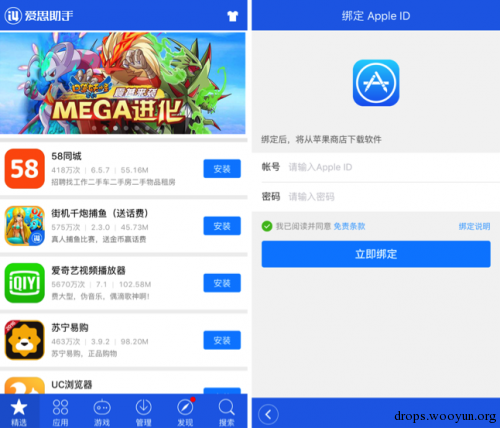 爱思助手
震撼来袭
MEGA进化
58
58同城
418万次 | 6.5.7 | 55.16M
招聘找工作二手车二手房二手物品租房
安装
街机千炮捕鱼（送话费）
575万次 | 2.3.0 | 45.73M
真人捕鱼比赛，送金币赢话费
安装
iQIYI
爱奇艺视频播放器
5670万次 | 7.1 | 102.58M
费大型，伪音乐，偶滴歌神啊！
安装
苏宁易购
463万次 | 3.9.2 | 98.20M
苏宁易购，正品购物
安装
UC浏览器
精选
应用
游戏
管理
发现
搜索
绑定 Apple ID
绑定后，将从苹果商店下载软件
帐号 请输入Apple ID
密码 请输入密码
我已阅读并同意 免责条款
绑定说明
立即绑定
drops.wooyun.org